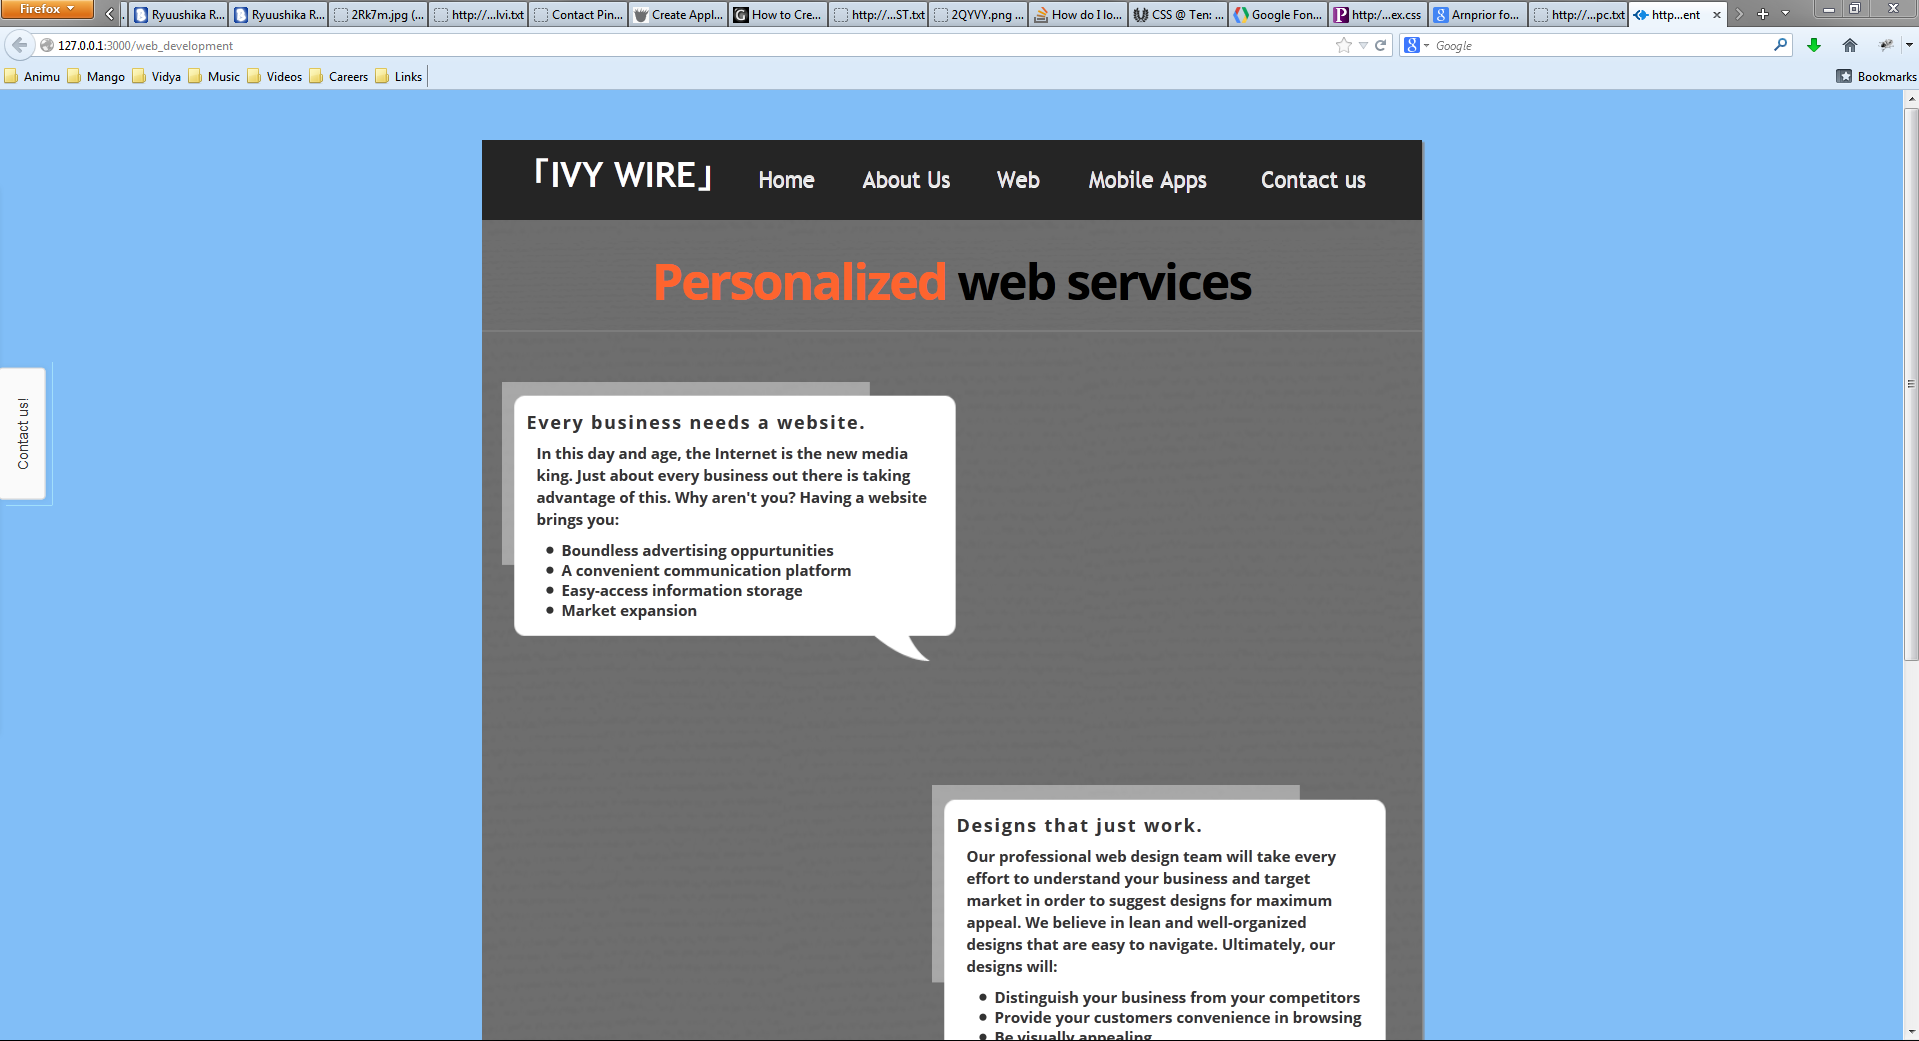 Firefox
Ryuushika R...
Ryuushika R...
2Rk7m.jpg (...
http://...lvi.txt
Contact Pin...
Create Appl...
How to Cre...
http://...ST.txt
2QYVY.png ...
How do I lo...
CSS @ Ten: ...
Google Fon...
http:/...ex.css
Arnprior fo...
http://...pc.txt
http...ent
127.0.0.1:3000/web_development
Google
Animu
Mango
Vidya
Music
Videos
Careers
Links
Bookmarks
「IVY WIRE」
Home
About Us
Web
Mobile Apps
Contact us
Personalized web services
Contact us!
Every business needs a website.
In this day and age, the Internet is the new media
king. Just about every business out there is taking
advantage of this. Why aren't you? Having a website
brings you:
Boundless advertising oppurtunities
A convenient communication platform
Easy-access information storage
Market expansion
Designs that just work.
Our professional web design team will take every
effort to understand your business and target
market in order to suggest designs for maximum
appeal. We believe in lean and well-organized
designs that are easy to navigate. Ultimately, our
designs will:
Distinguish your business from your competitors
Provide your customers convenience in browsing
Be visually appealing